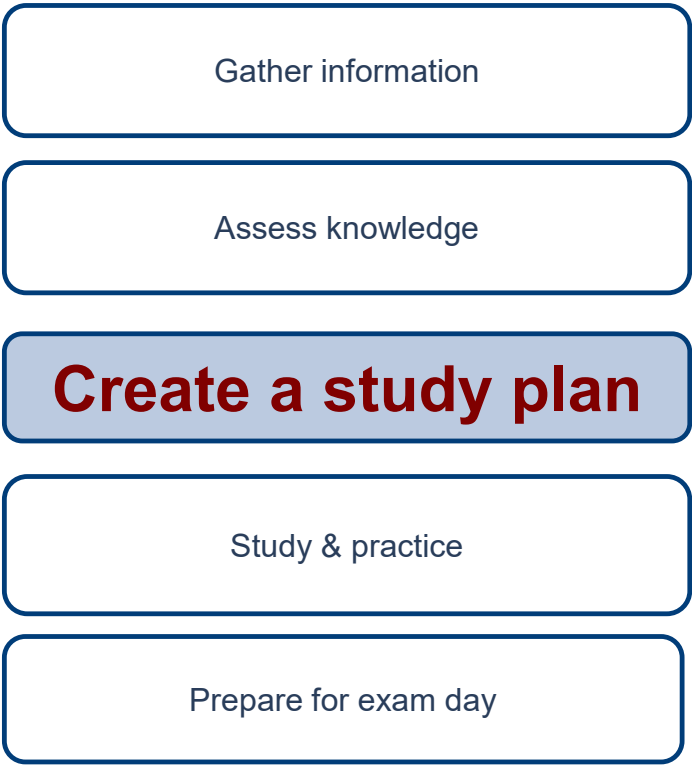 Gather information
Assess knowledge
Create a study plan
Study & practice
Prepare for exam day